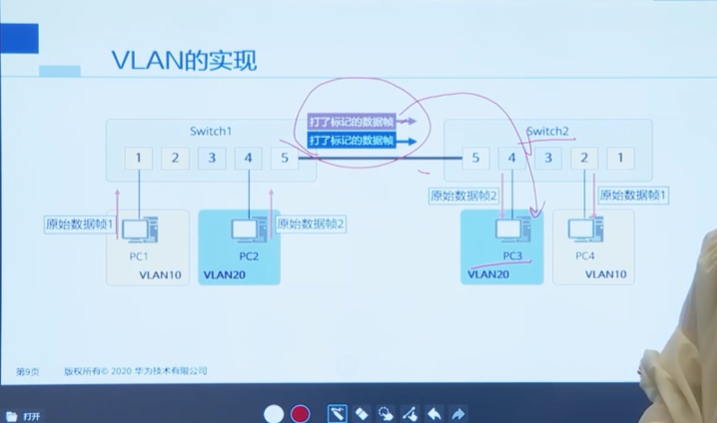 VLAN的实现
打了标记的数据帧
打了标记的数据帧
Switch1
Switch2
1 2 3 4 5
5 4 3 2 1
原始数据帧1
原始数据帧2
原始数据帧2
原始数据帧1
PC1
PC2
PC3
PC4
VLAN10
VLAN20
VLAN20
VLAN10
第9页
版权所有© 2020 华为技术有限公司
打开